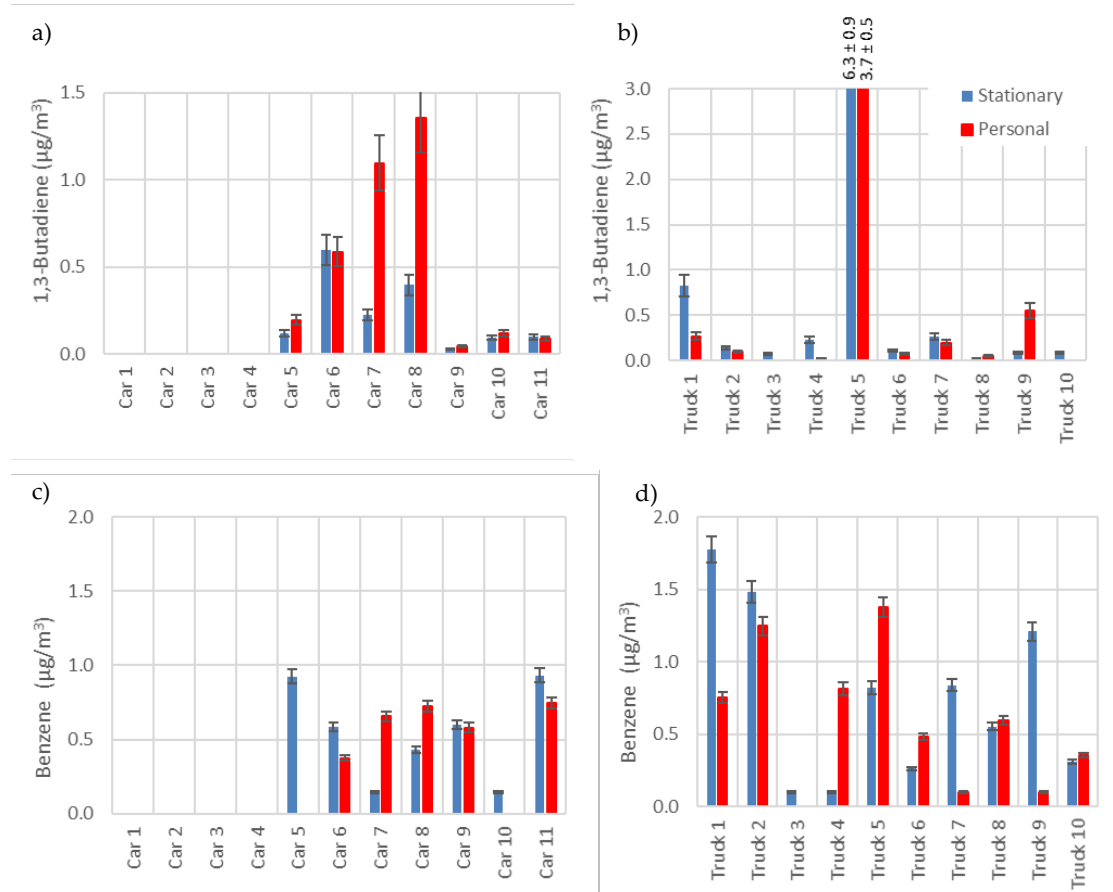 a)
1,3-Butadiene (µg/m³)
1.5
1.0
0.5
0.0
Car 1
Car 2
Car 3
Car 4
Car 5
Car 6
Car 7
Car 8
Car 9
Car 10
Car 11
b)
6.3 ± 0.9
3.7 ± 0.5
1,3-Butadiene (µg/m³)
3.0
2.5
2.0
1.5
1.0
0.5
0.0
Stationary
Personal
Truck 1
Truck 2
Truck 3
Truck 4
Truck 5
Truck 6
Truck 7
Truck 8
Truck 9
Truck 10
c)
Benzene (µg/m³)
2.0
1.5
1.0
0.5
0.0
Car 1
Car 2
Car 3
Car 4
Car 5
Car 6
Car 7
Car 8
Car 9
Car 10
Car 11
d)
Benzene (µg/m³)
2.0
1.5
1.0
0.5
0.0
Truck 1
Truck 2
Truck 3
Truck 4
Truck 5
Truck 6
Truck 7
Truck 8
Truck 9
Truck 10